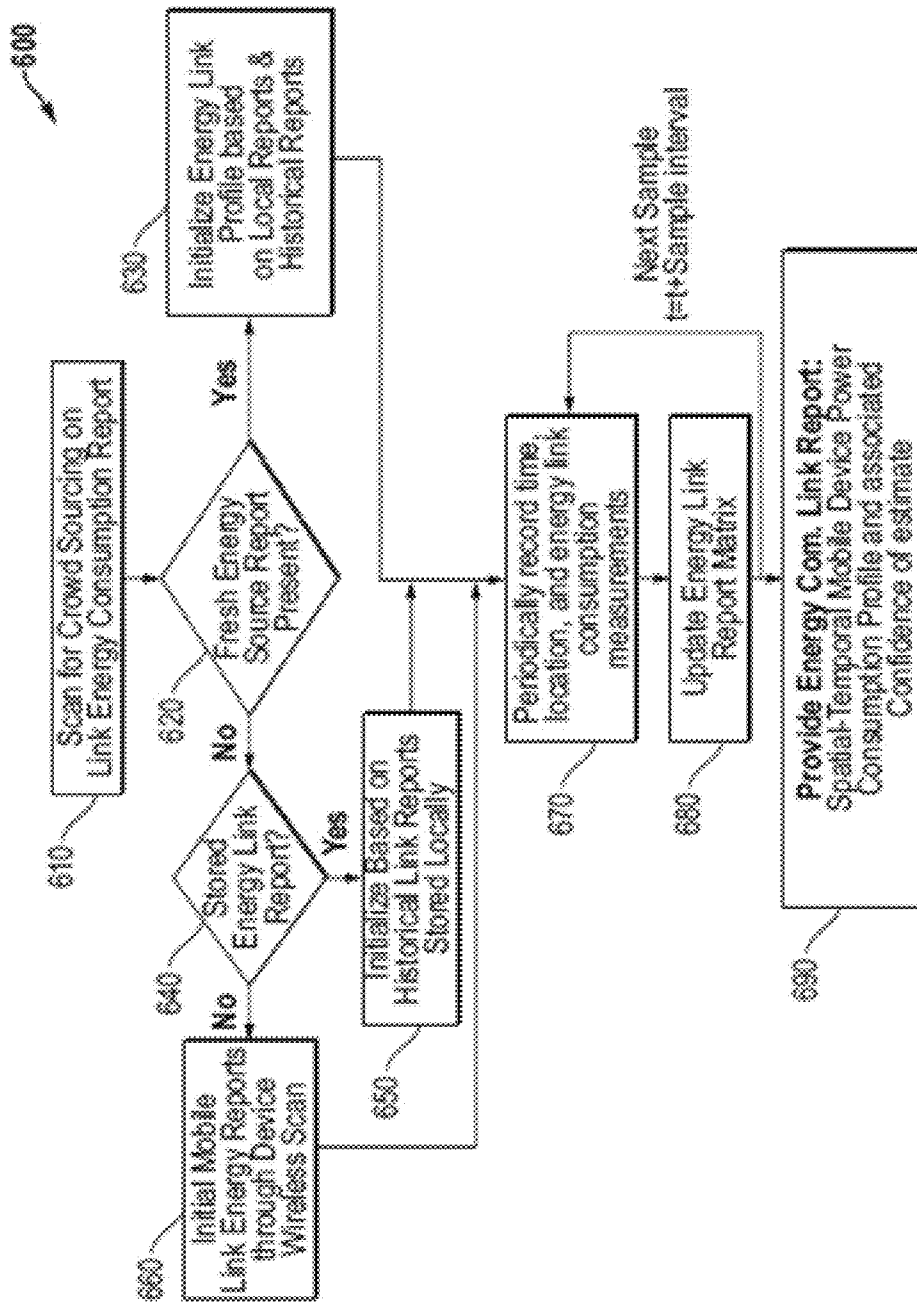 600
Scan for Crowd Sourcing on
Link Energy Consumption Report
610
Fresh Energy
Source Report
Present?
620
Yes
No
Initialize Energy Link
Profile based
on Local Reports &
Historical Reports
630
Stored
Energy Link
Report?
640
Yes
No
Initialize Based on
Historical Link Reports
Stored Locally
650
Initial Mobile
Link Energy Reports
through Device
Wireless Scan
660
Periodically record time,
location, and energy link
consumption
measurements
670
Next Sample
t=t+Sample interval
Update Energy Link
Report Matrix
680
Provide Energy Com. Link Report:
Spatial-Temporal Mobile Device Power
Consumption Profile and associated
Confidence of estimate
690